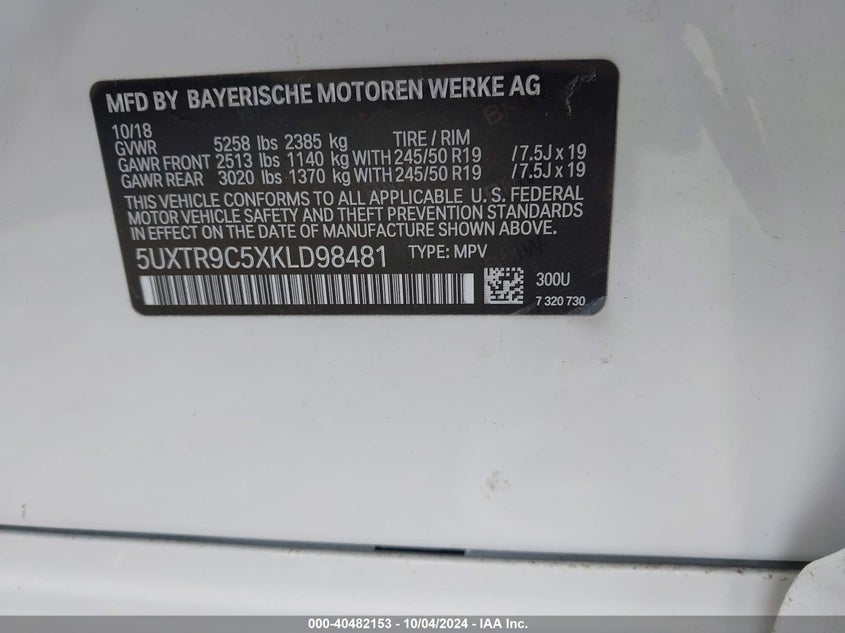 MFD BY BAYERISCHE MOTOREN WERKE AG
10/18
GVWR 5258 lbs 2385 kg TIRE / RIM
GAWR FRONT 2513 lbs 1140 kg WITH 245/50 R19 / 7.5J x 19
GAWR REAR 3020 lbs 1370 kg WITH 245/50 R19 / 7.5J x 19
THIS VEHICLE CONFORMS TO ALL APPLICABLE U. S. FEDERAL
MOTOR VEHICLE SAFETY AND THEFT PREVENTION STANDARDS
IN EFFECT ON THE DATE OF MANUFACTURE SHOWN ABOVE.
5UXTR9C5XKLD98481 TYPE: MPV
300U
7 320 730
000-40482153 - 10/04/2024 - IAA Inc.